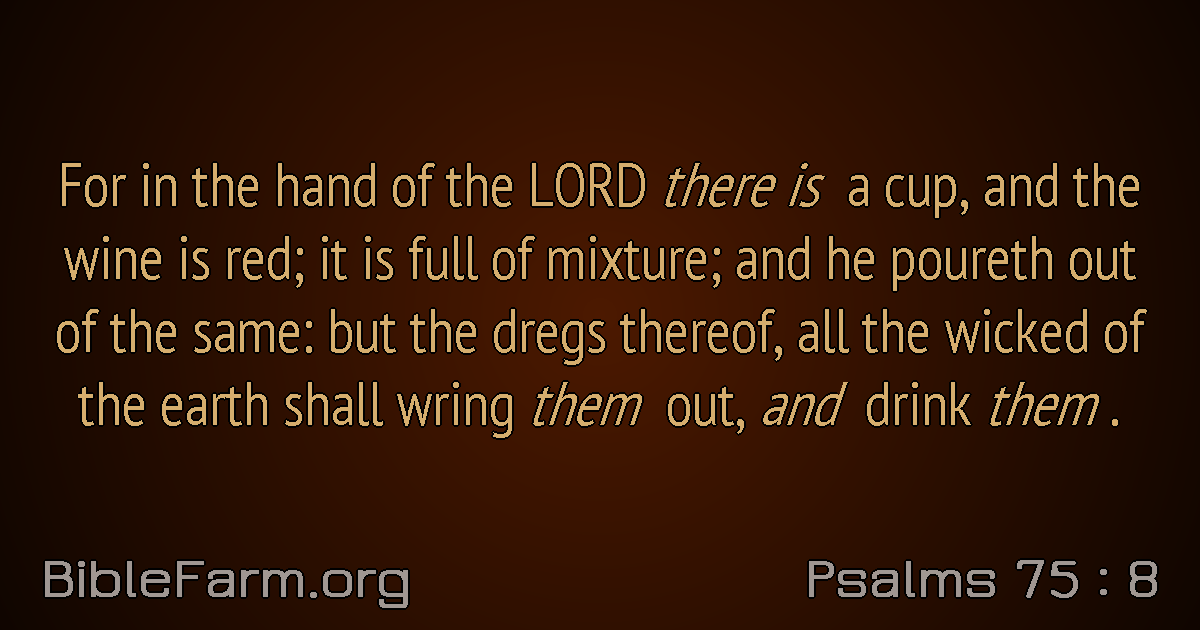 For in the hand of the LORD there is a cup, and the
wine is red; it is full of mixture; and he poureth out
of the same: but the dregs thereof, all the wicked of
the earth shall wring them out, and drink them .
BibleFarm.org
Psalms 75 : 8